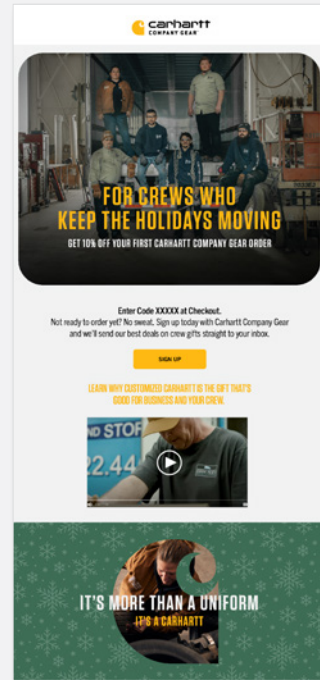 carhartt
COMPANY GEAR
FOR CREWS WHO
KEEP THE HOLIDAYS MOVING
GET 10% OFF YOUR FIRST CARHARTT COMPANY GEAR ORDER
Enter Code XXXXX at Checkout.
Not ready to order yet? No sweat. Sign up today with Carhartt Company Gear
and we'll send our best deals on crew gifts straight to your inbox.
SIGN UP
LEARN WHY CUSTOMIZED CARHARTT IS THE GIFT THAT'S
GOOD FOR BUSINESS AND YOUR CREW.
ND STOP
22.44
IT'S MORE THAN A UNIFORM
IT'S A CARHARTT